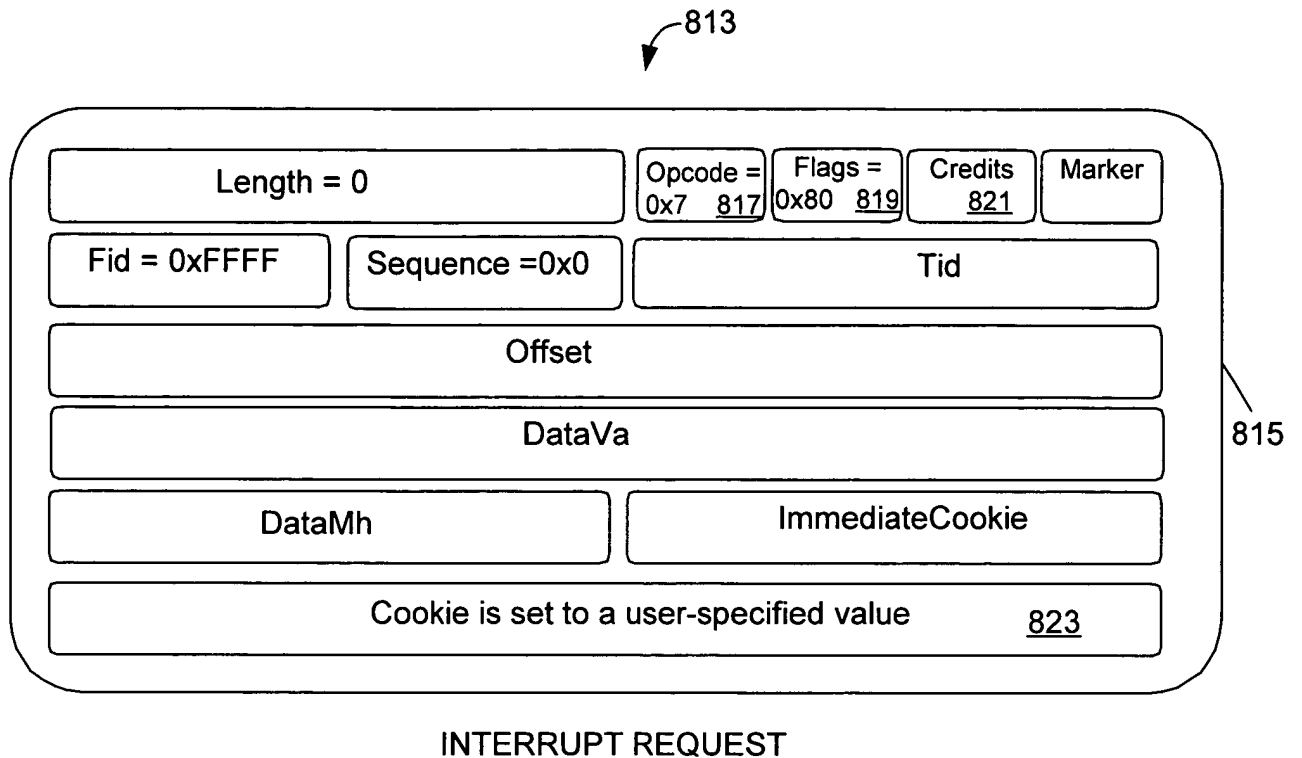 813
Length = 0
Opcode =
0x7 817
Flags =
0x80 819
Credits
821
Marker
Fid = 0xFFFF
Sequence =0x0
Tid
Offset
DataVa
815
DataMh
ImmediateCookie
Cookie is set to a user-specified value 823
INTERRUPT REQUEST